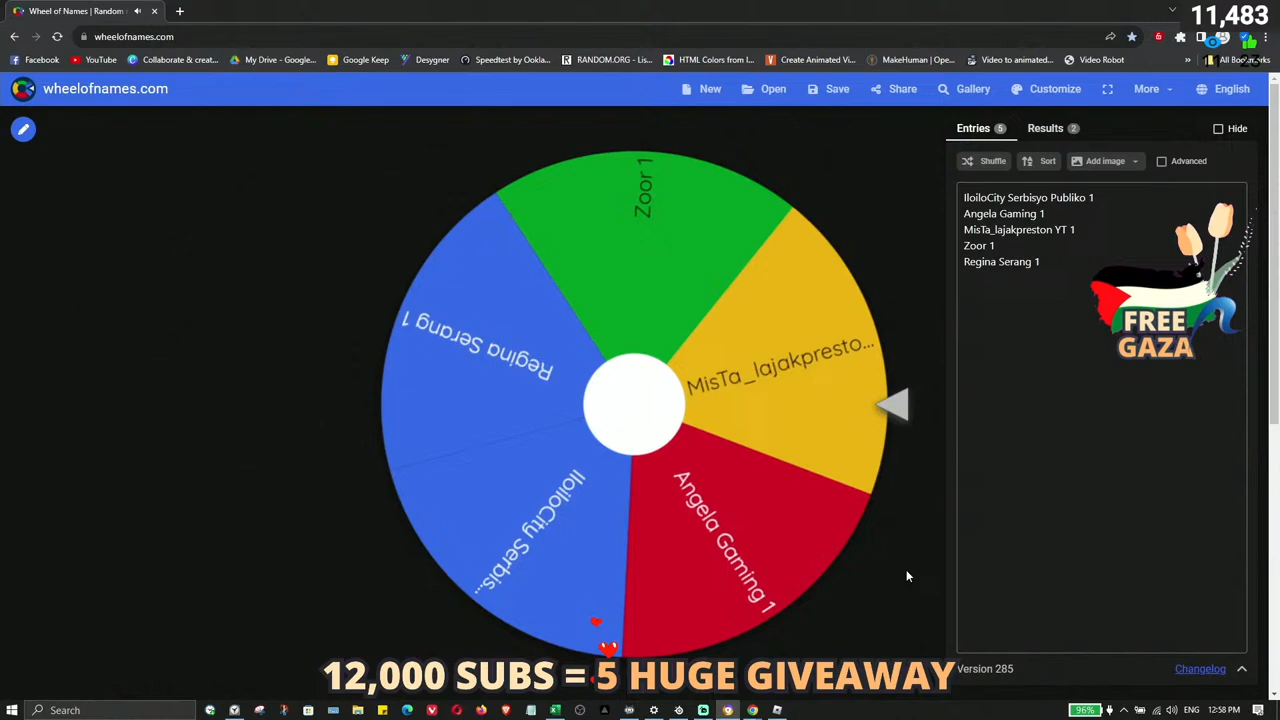 Wheel of Names | Random
11,483
wheelofnames.com
Facebook
YouTube
Collaborate & creat...
My Drive - Google...
Google Keep
Desygner
Speedtest by Ookla...
RANDOM.ORG - Lis...
HTML Colors from I...
Create Animated Vi...
MakeHuman | Ope...
Video to animated...
Video Robot
»
All Bookmarks
wheelofnames.com
New
Open
Save
Share
Gallery
Customize
More
English
Entries 5
Results 2
Hide
Shuffle
Sort
Add image
Advanced
IloiloCity Serbisyo Publiko 1
Angela Gaming 1
MisTa_lajakpreston YT 1
Zoor 1
Regina Serang 1
FREE
GAZA
Zoor 1
MisTa_lajakpresto...
Regina Serang 1
IloiloCity Serbis...
Angela Gaming 1
12,000 SUBS = 5 HUGE GIVEAWAY
Version 285
Changelog
Search
96%
ENG
12:58 PM